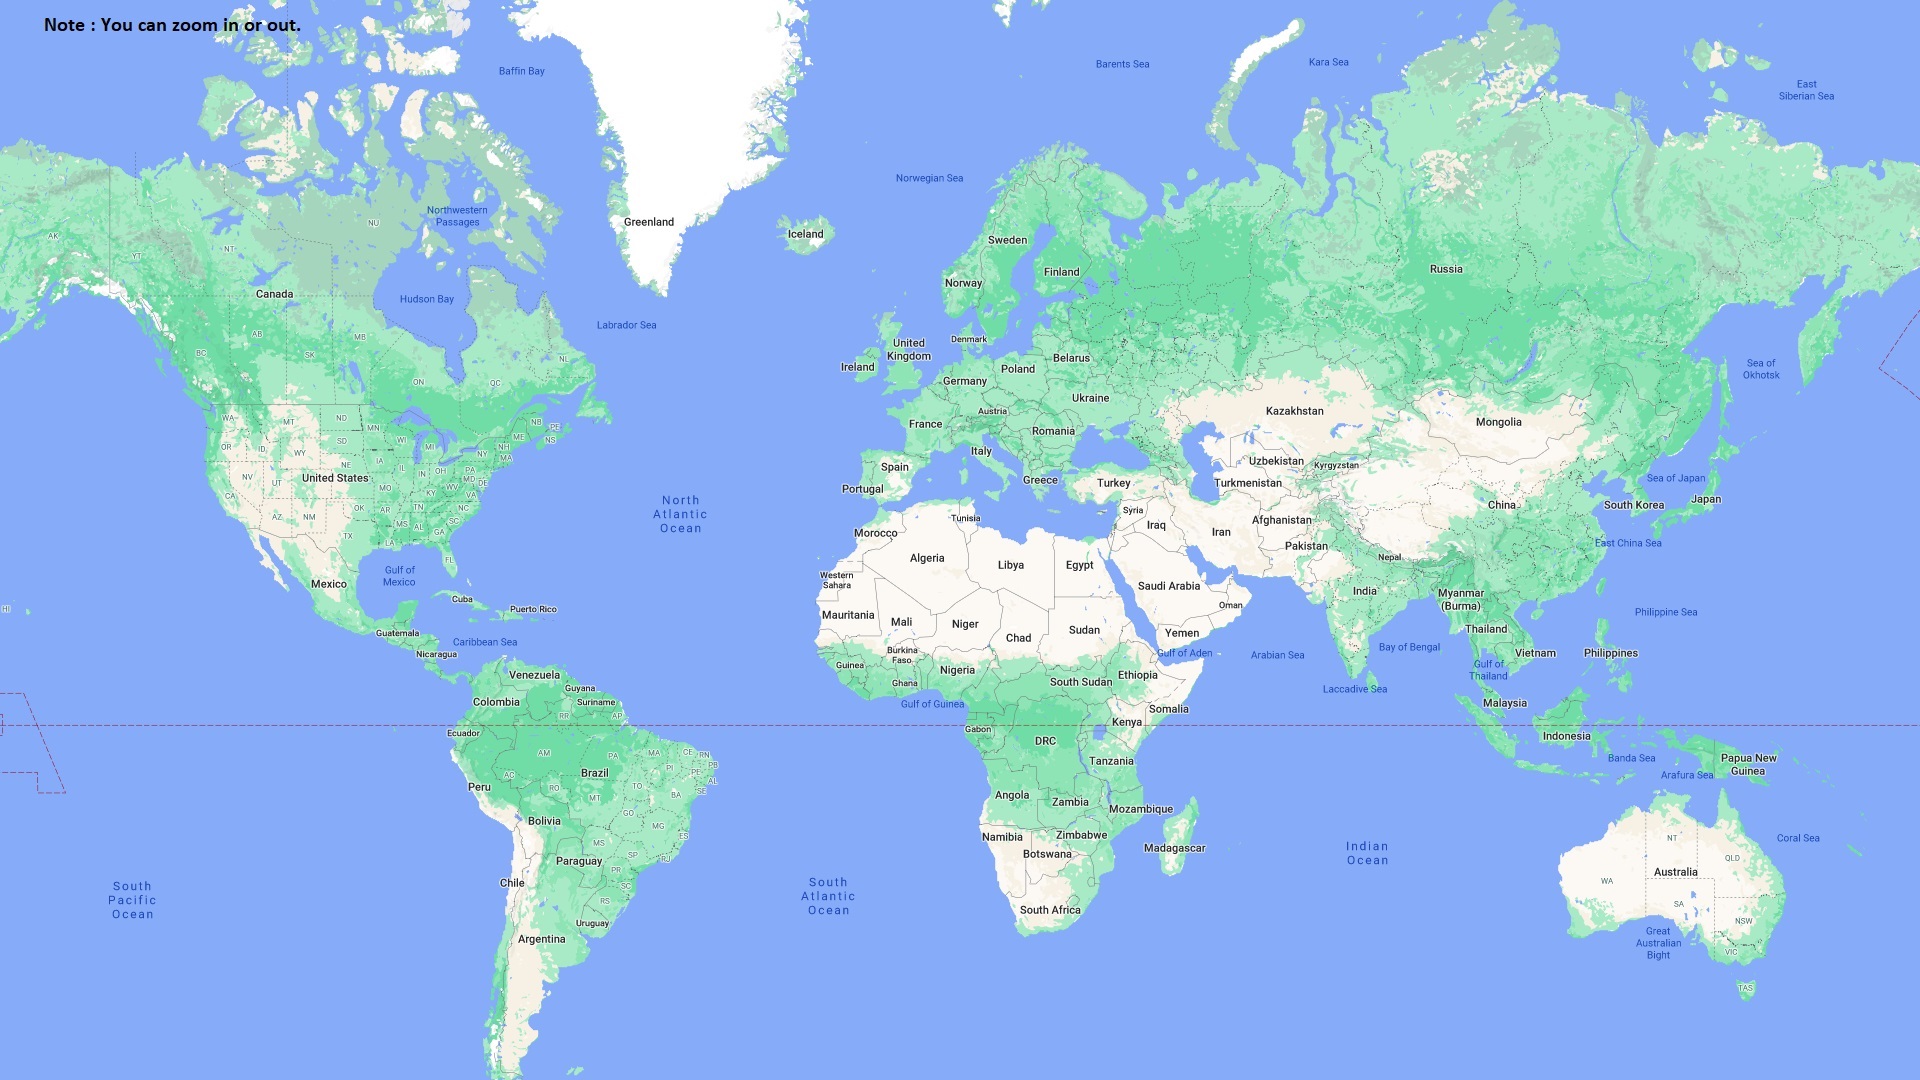 Note : You can zoom in or out.
Baffin Bay
Barents Sea
Kara Sea
East
Siberian Sea
Norwegian Sea
Northwestern
Passages
NU
Greenland
Iceland
AK
YT
NT
Sweden
Finland
Russia
Norway
Canada
Hudson Bay
Labrador Sea
AB
MB
BC
SK
NL
ON
QC
United
Kingdom
Denmark
Ireland
Belarus
Poland
Germany
Ukraine
Austria
France
Romania
Italy
Spain
Portugal
Greece
Turkey
Kazakhstan
Mongolia
Sea of
Okhotsk
Uzbekistan
Kyrgyzstan
Turkmenistan
Sea of Japan
Japan
South Korea
China
WA
MT
ND
MN
OR
ID
WY
SD
WI
MI
NB
PE
NS
ME
NH
MA
NY
NV
UT
United States
NE
IA
IL
IN
OH
PA
MD
DE
CA
MO
KY
WV
VA
AZ
NM
OK
AR
TN
NC
SC
MS
AL
GA
TX
LA
FL
North
Atlantic
Ocean
Morocco
Tunisia
Algeria
Libya
Egypt
Syria
Iraq
Iran
Afghanistan
Pakistan
Nepal
East China Sea
Western
Sahara
Mauritania
Mali
Niger
Chad
Sudan
Saudi Arabia
Oman
Yemen
India
Myanmar
(Burma)
Thailand
Vietnam
Philippines
Philippine Sea
Gulf of
Mexico
Mexico
HI
Cuba
Puerto Rico
Guatemala
Caribbean Sea
Nicaragua
Gulf of Aden
Arabian Sea
Bay of Bengal
Gulf of
Thailand
Laccadive Sea
Malaysia
Burkina
Faso
Guinea
Ghana
Nigeria
South Sudan
Ethiopia
Gulf of Guinea
Somalia
Kenya
Gabon
DRC
Tanzania
Venezuela
Guyana
Suriname
Colombia
RR
AP
Ecuador
AM
PA
MA
CE
RN
PB
PI
PE
AL
SE
Brazil
AC
RO
TO
BA
MT
Peru
GO
Bolivia
MG
ES
MS
SP
RJ
Paraguay
PR
SC
Chile
RS
Uruguay
Argentina
Indonesia
Banda Sea
Arafura Sea
Papua New
Guinea
Angola
Zambia
Mozambique
Namibia
Zimbabwe
Botswana
Madagascar
South Africa
South
Pacific
Ocean
South
Atlantic
Ocean
Indian
Ocean
Coral Sea
NT
QLD
WA
Australia
SA
NSW
Great
Australian
Bight
VIC
TAS